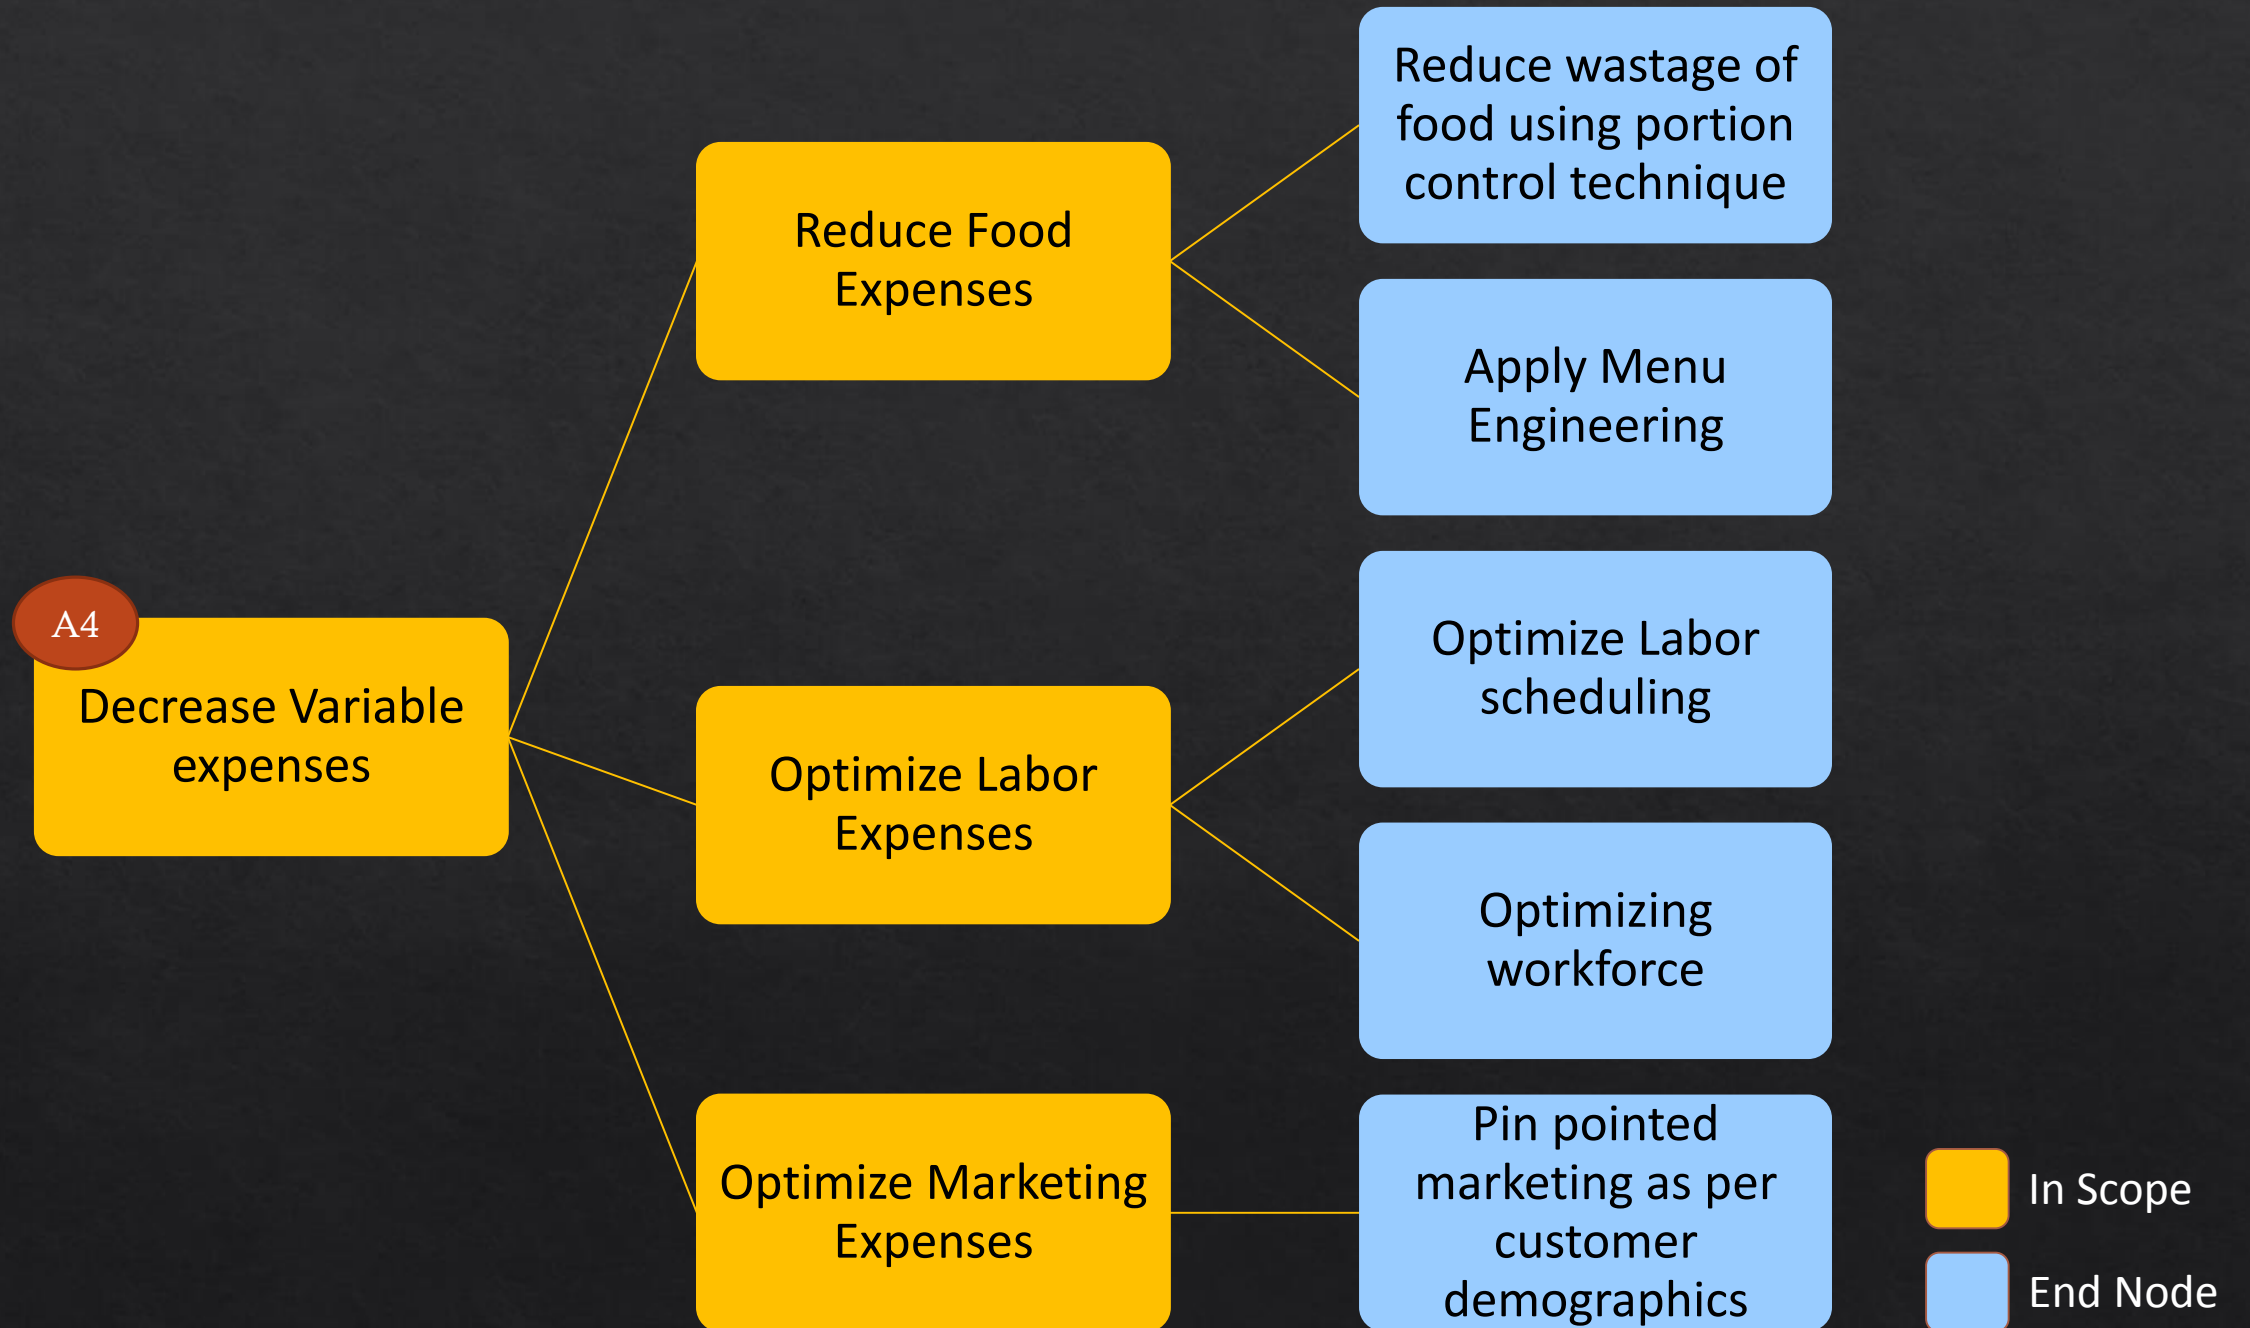 A4
Decrease Variable
expenses
Reduce Food
Expenses
Reduce wastage of
food using portion
control technique
Apply Menu
Engineering
Optimize Labor
Expenses
Optimize Labor
scheduling
Optimizing
workforce
Optimize Marketing
Expenses
Pin pointed
marketing as per
customer
demographics
In Scope
End Node